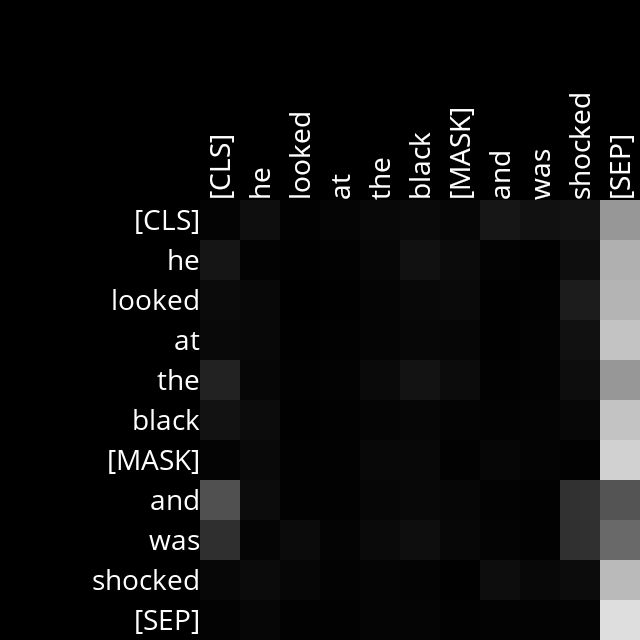 [CLS] he looked at the black [MASK] and was shocked [SEP]
[CLS]
he
looked
at
the
black
[MASK]
and
was
shocked
[SEP]